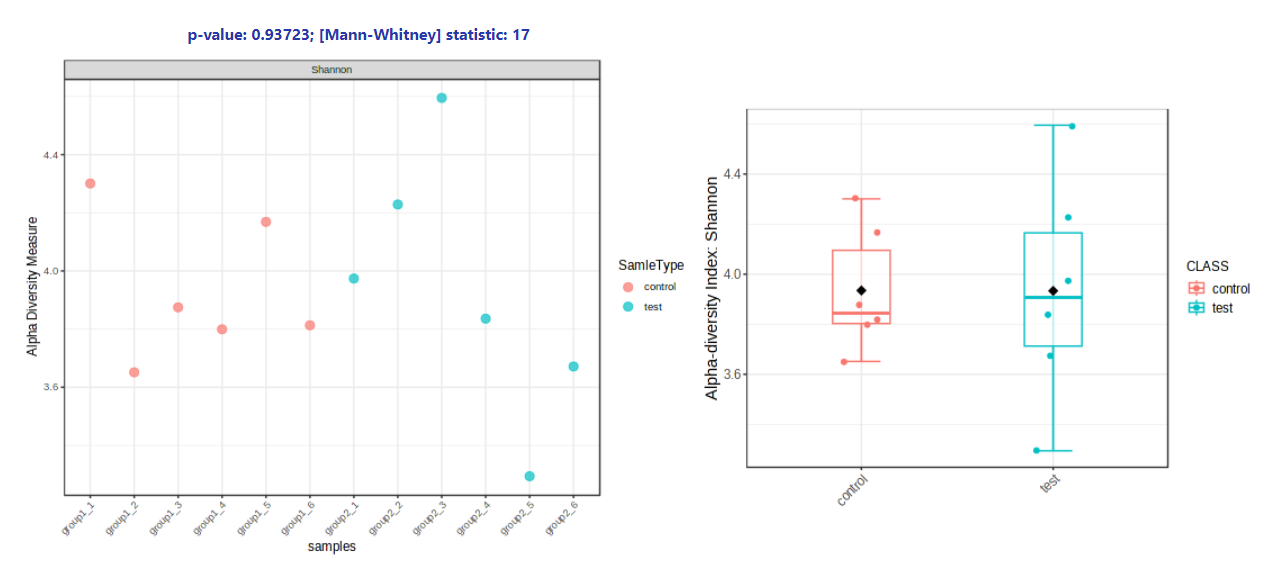 p-value: 0.93723; [Mann-Whitney] statistic: 17
Shannon
Alpha Diversity Measure
4.4
4.0
3.6
group1_1
group1_2
group1_3
group1_4
group1_5
group1_6
group2_1
group2_2
group2_3
group2_4
group2_5
group2_6
samples
SamleType
control
test
Alpha-diversity Index: Shannon
4.4
4.0
3.6
control
test
CLASS
control
test